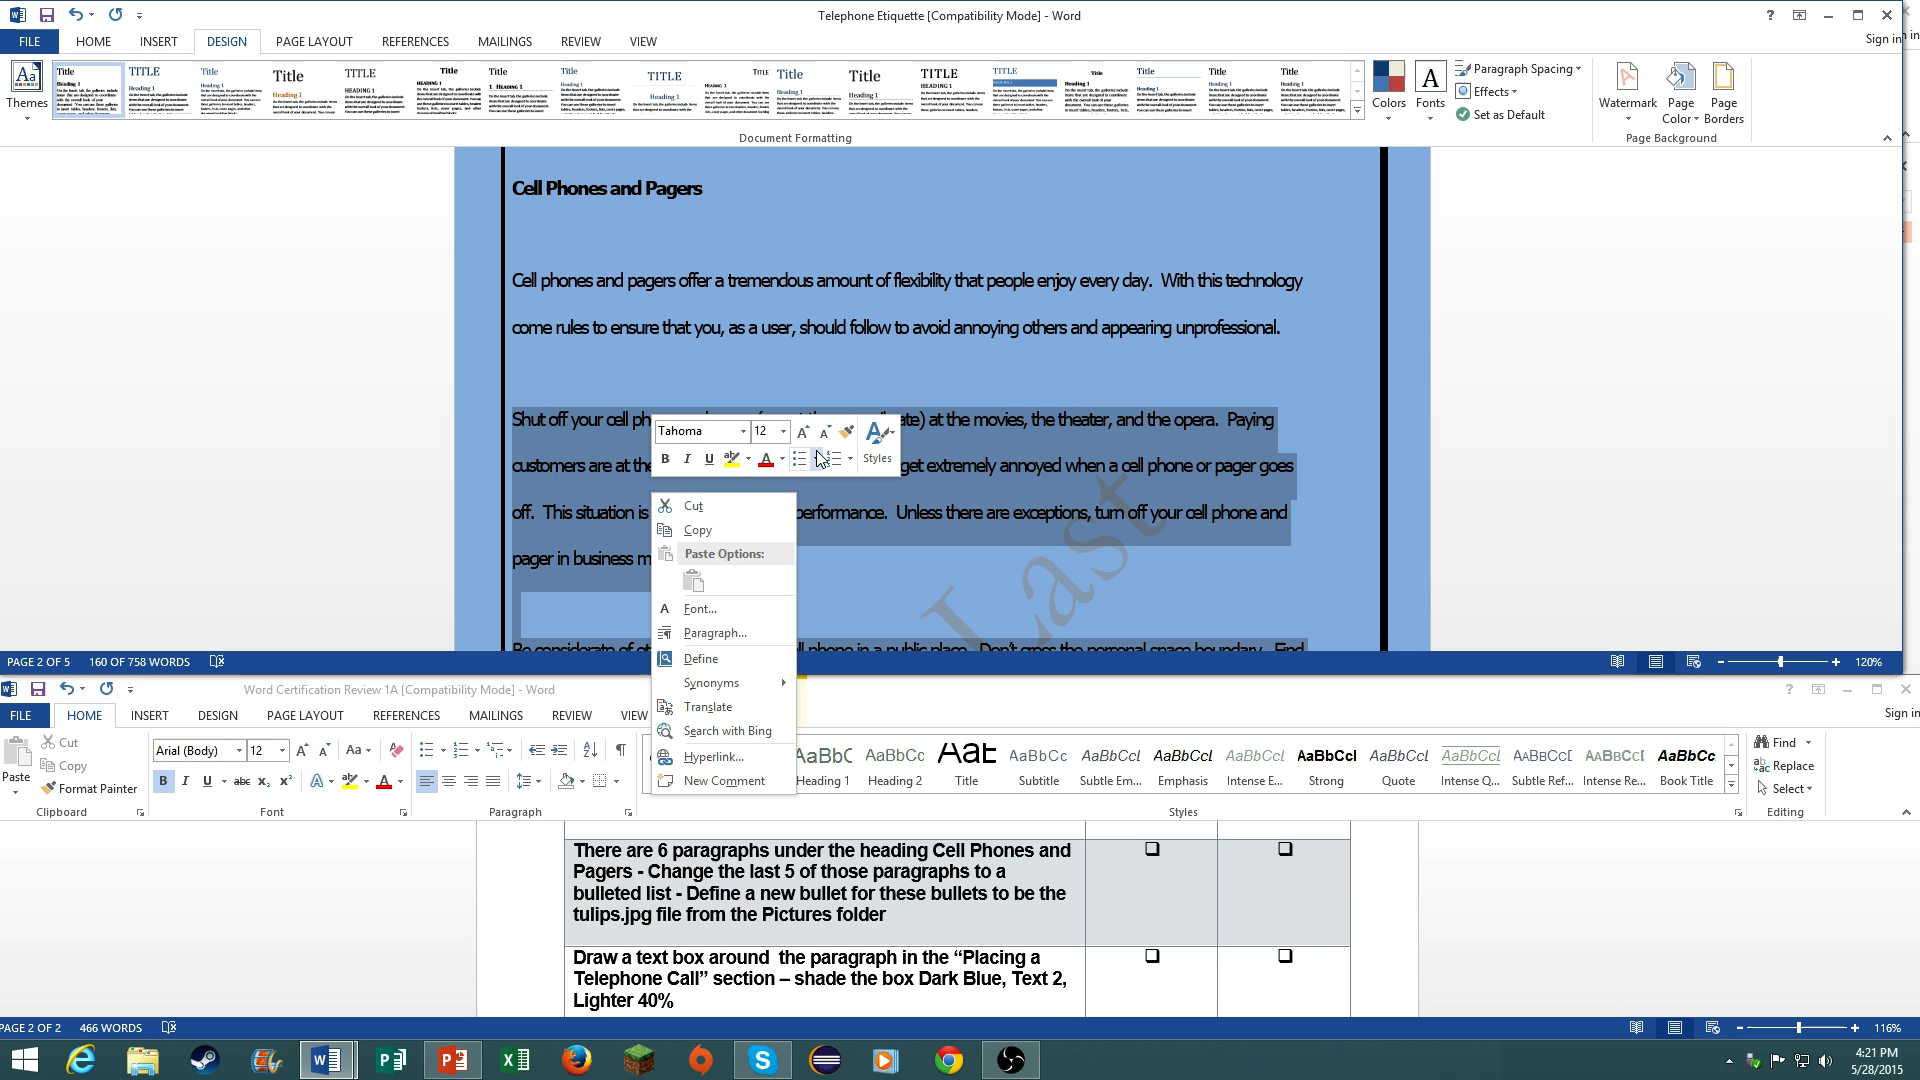 Telephone Etiquette [Compatibility Mode] - Word
Sign in
FILE HOME INSERT DESIGN PAGE LAYOUT REFERENCES MAILINGS REVIEW VIEW
Themes
Colors
Fonts
Paragraph Spacing
Effects
Set as Default
Watermark
Page Color
Page Borders
Document Formatting
Page Background
Cell Phones and Pagers
Cell phones and pagers offer a tremendous amount of flexibility that people enjoy every day. With this technology
come rules to ensure that you, as a user, should follow to avoid annoying others and appearing unprofessional.
Shut off your cell ph ate) at the movies, the theater, and the opera. Paying
customers are at the get extremely annoyed when a cell phone or pager goes
off. This situation is performance. Unless there are exceptions, turn off your cell phone and
pager in business m
Last
Tahoma 12
B I U Styles
Cut
Copy
Paste Options:
Font...
Paragraph...
Define
Synonyms
Translate
Search with Bing
Hyperlink...
New Comment
PAGE 2 OF 5 160 OF 758 WORDS 120%
Word Certification Review 1A [Compatibility Mode] - Word
Sign in
FILE HOME INSERT DESIGN PAGE LAYOUT REFERENCES MAILINGS REVIEW VIEW
Paste
Cut
Copy
Format Painter
Arial (Body) 12
B I U abc
Heading 1 Heading 2 Title Subtitle Subtle Em... Emphasis Intense E... Strong Quote Intense Q... Subtle Ref... Intense Re... Book Title
Find
Replace
Select
Clipboard Font Paragraph Styles Editing
There are 6 paragraphs under the heading Cell Phones and
Pagers - Change the last 5 of those paragraphs to a
bulleted list - Define a new bullet for these bullets to be the
tulips.jpg file from the Pictures folder
Draw a text box around the paragraph in the “Placing a
Telephone Call” section – shade the box Dark Blue, Text 2,
Lighter 40%
PAGE 2 OF 2 466 WORDS 116%
4:21 PM
5/28/2015